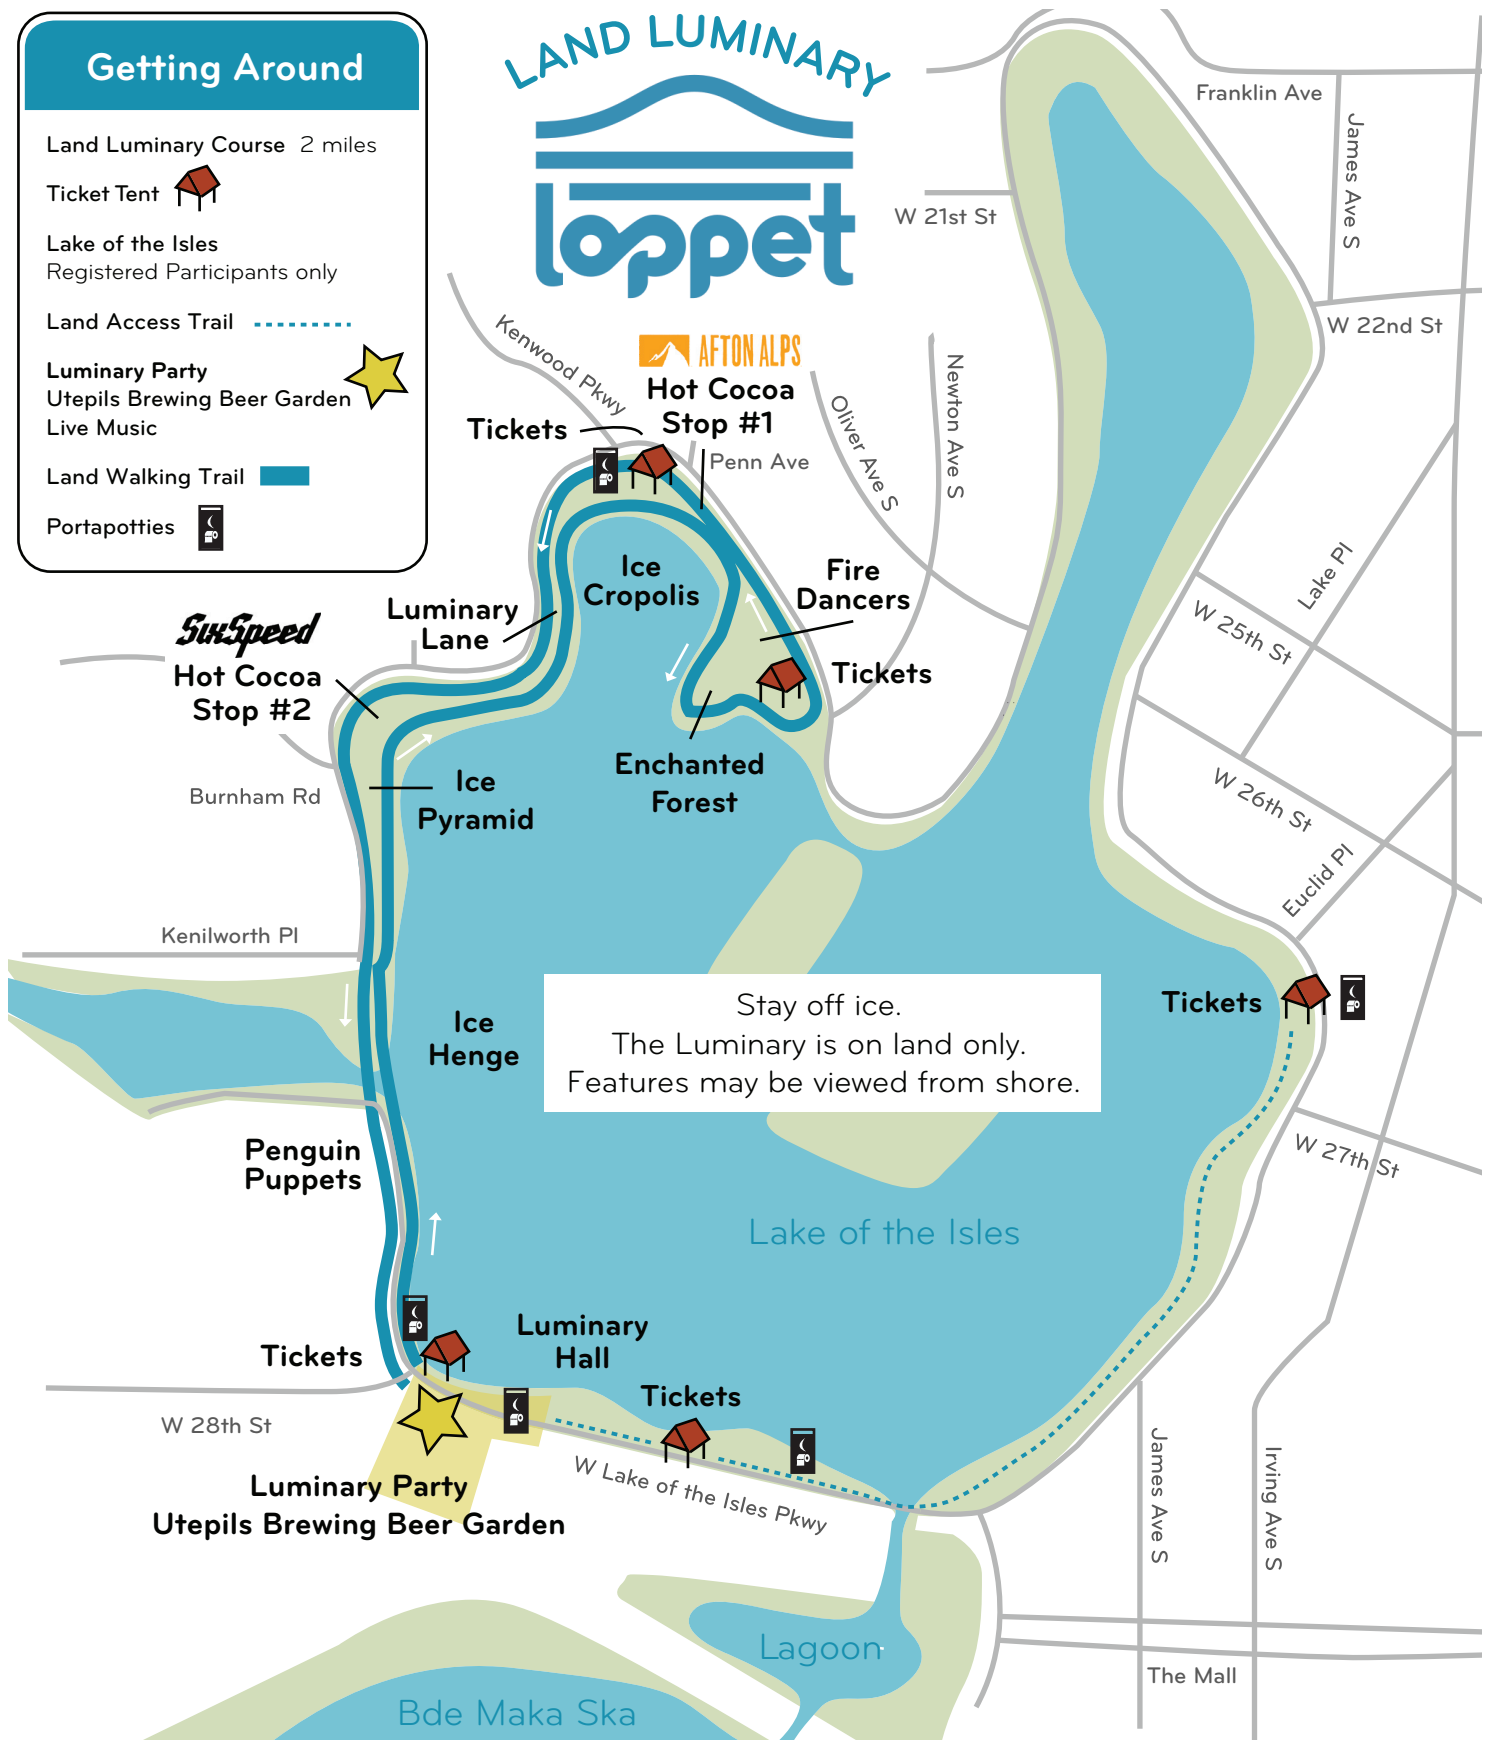 Getting Around
Land Luminary Course 2 miles
Ticket Tent
Lake of the Isles
Registered Participants only
Land Access Trail
Luminary Party
Utepils Brewing Beer Garden
Live Music
Land Walking Trail
Portapotties
LAND LUMINARY
loppet
AFTON ALPS
Hot Cocoa
Stop #1
Tickets
Kenwood Pkwy
Penn Ave
Oliver Ave S
Newton Ave S
W 21st St
Franklin Ave
James Ave S
W 22nd St
Ice
Cropolis
Fire
Dancers
Luminary
Lane
SixSpeed
Hot Cocoa
Stop #2
Tickets
Lake Pl
W 25th St
Enchanted
Forest
Ice
Pyramid
Burnham Rd
W 26th St
Euclid Pl
Kenilworth Pl
Tickets
Stay off ice.
The Luminary is on land only.
Features may be viewed from shore.
Ice
Henge
Penguin
Puppets
W 27th St
Lake of the Isles
Luminary
Hall
Tickets
Tickets
W 28th St
Luminary Party
Utepils Brewing Beer Garden
W Lake of the Isles Pkwy
James Ave S
Irving Ave S
Lagoon
The Mall
Bde Maka Ska